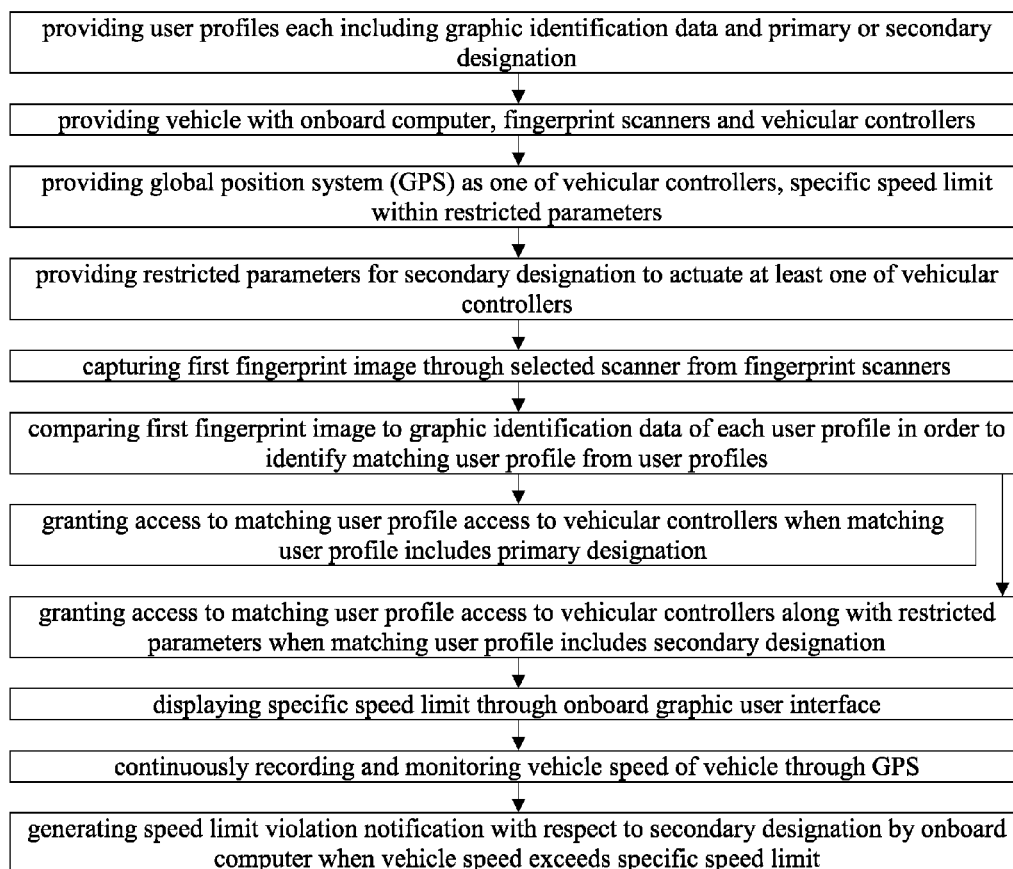 providing user profiles each including graphic identification data and primary or secondary
designation
providing vehicle with onboard computer, fingerprint scanners and vehicular controllers
providing global position system (GPS) as one of vehicular controllers, specific speed limit
within restricted parameters
providing restricted parameters for secondary designation to actuate at least one of vehicular
controllers
capturing first fingerprint image through selected scanner from fingerprint scanners
comparing first fingerprint image to graphic identification data of each user profile in order to
identify matching user profile from user profiles
granting access to matching user profile access to vehicular controllers when matching
user profile includes primary designation
granting access to matching user profile access to vehicular controllers along with restricted
parameters when matching user profile includes secondary designation
displaying specific speed limit through onboard graphic user interface
continuously recording and monitoring vehicle speed of vehicle through GPS
generating speed limit violation notification with respect to secondary designation by onboard
computer when vehicle speed exceeds specific speed limit